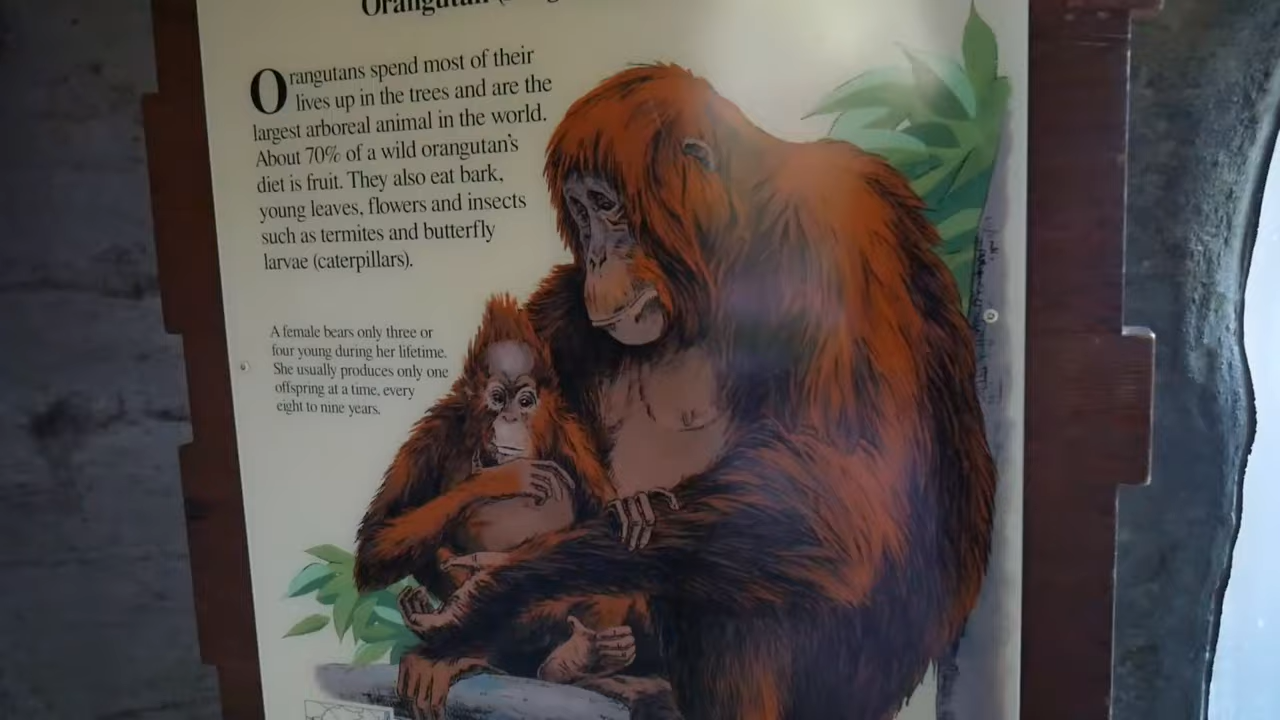 Orangutan
Orangutans spend most of their
lives up in the trees and are the
largest arboreal animal in the world.
About 70% of a wild orangutan's
diet is fruit. They also eat bark,
young leaves, flowers and insects
such as termites and butterfly
larvae (caterpillars).
A female bears only three or
four young during her lifetime.
She usually produces only one
offspring at a time, every
eight to nine years.